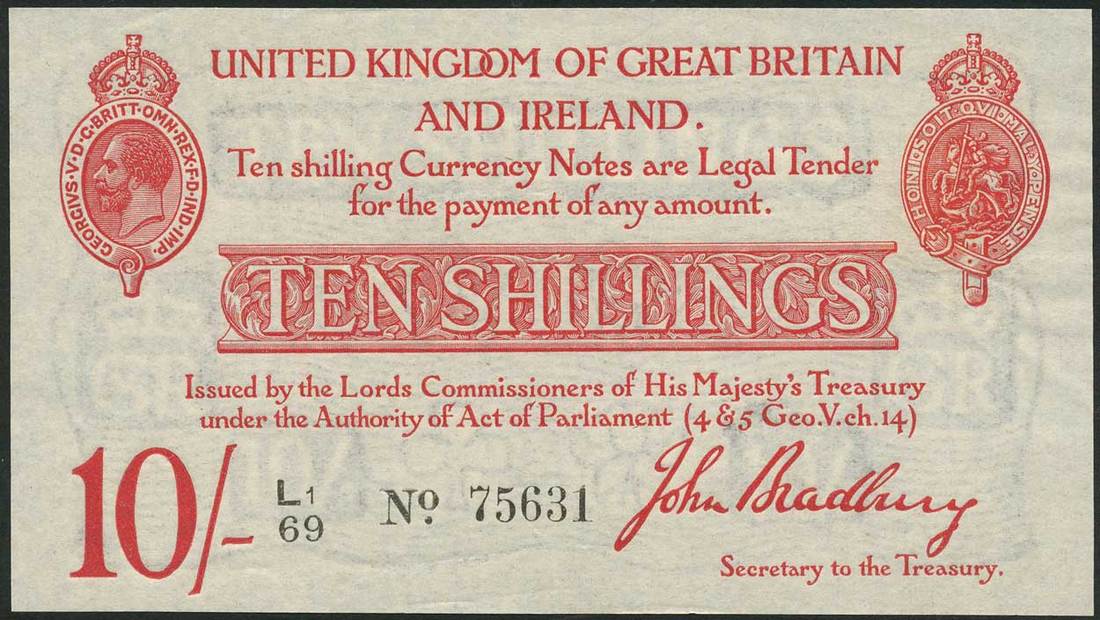 UNITED KINGDOM OF GREAT BRITAIN
AND IRELAND.
GEORGIVS·V·D·G·BRITT·OMN·REX·F·D·IND·IMP·
HONI·SOIT·QVI·MAL·Y·PENSE·
Ten shilling Currency Notes are Legal Tender
for the payment of any amount.
TEN SHILLINGS
Issued by the Lords Commissioners of His Majesty's Treasury
under the Authority of Act of Parliament (4 & 5 Geo.V.ch.14)
10/- L1/69 No. 75631 John Bradbury
Secretary to the Treasury.